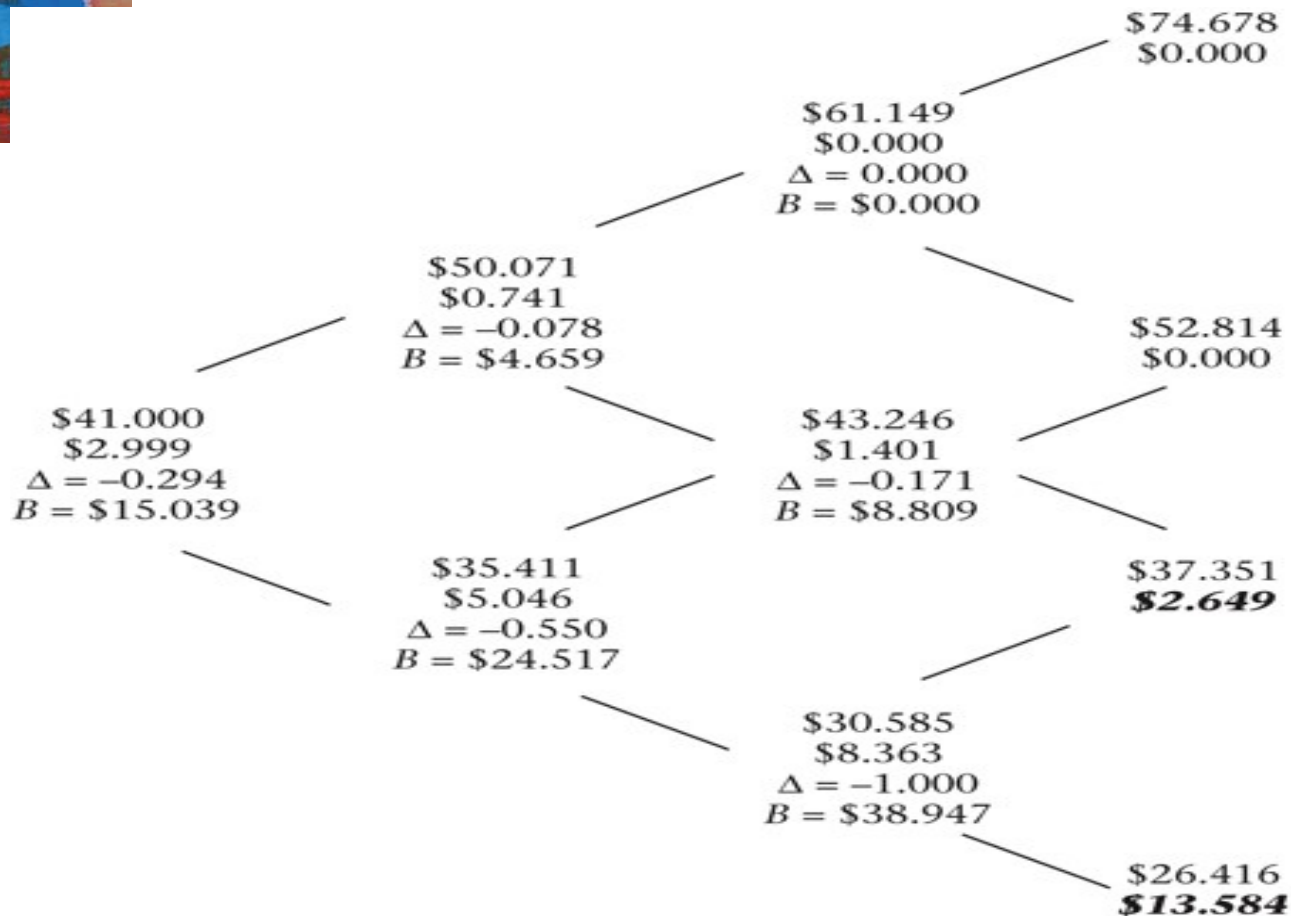 $74.678
$0.000
$61.149
$0.000
Δ = 0.000
B = $0.000
$50.071
$0.741
Δ = –0.078
B = $4.659
$52.814
$0.000
$41.000
$2.999
Δ = –0.294
B = $15.039
$43.246
$1.401
Δ = –0.171
B = $8.809
$35.411
$5.046
Δ = –0.550
B = $24.517
$37.351
$2.649
$30.585
$8.363
Δ = –1.000
B = $38.947
$26.416
$13.584